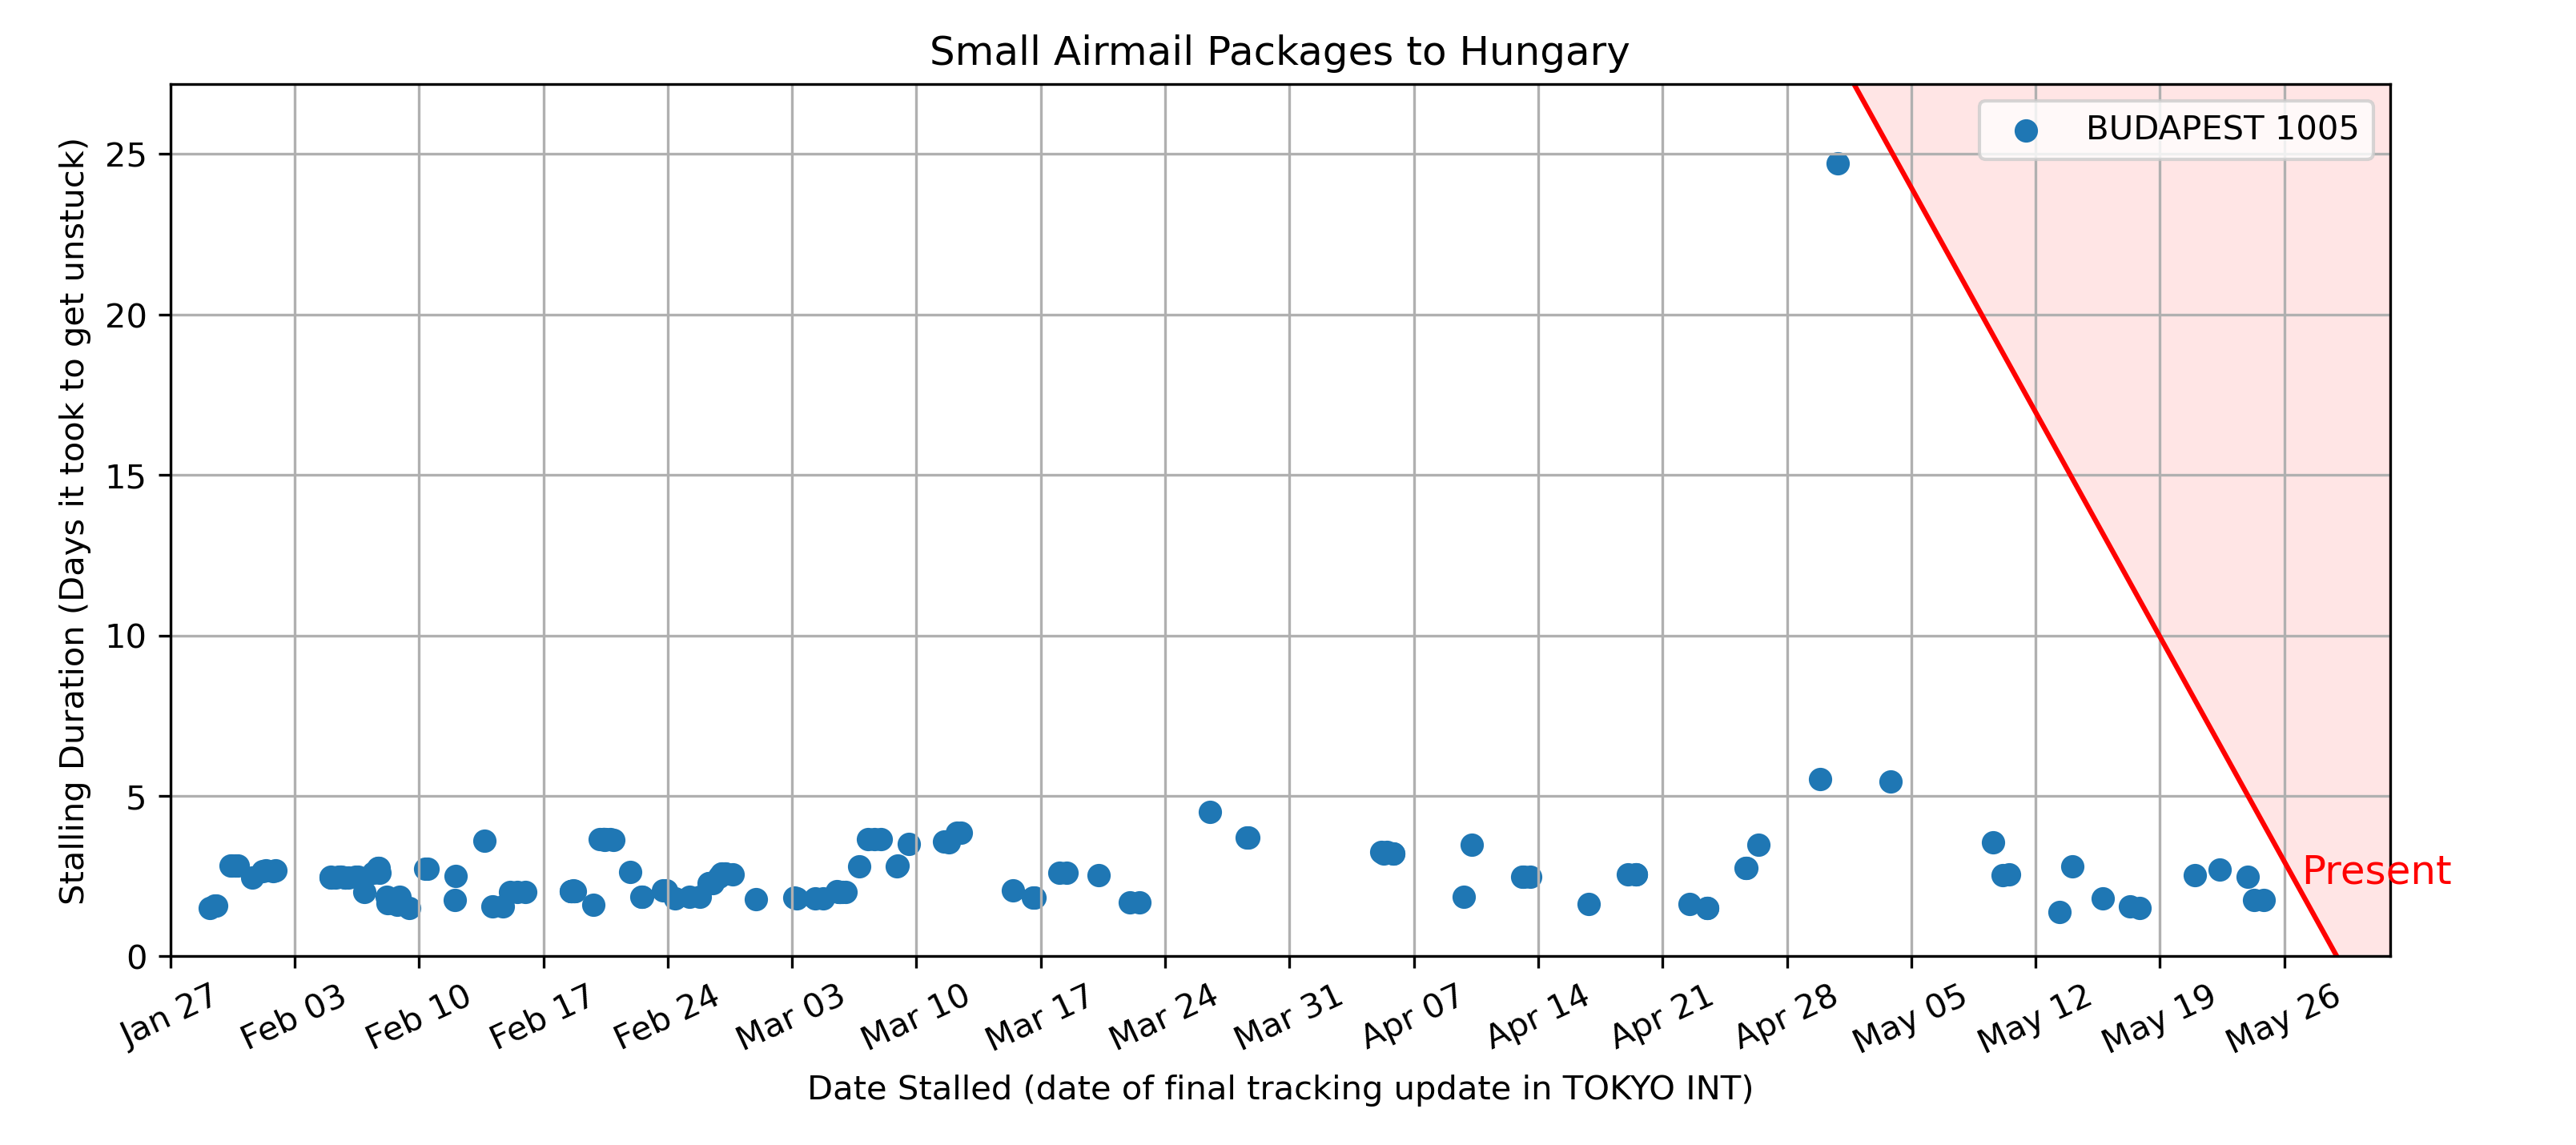 Small Airmail Packages to Hungary
BUDAPEST 1005
Stalling Duration (Days it took to get unstuck)
25
20
15
10
5
0
Present
Jan 27
Feb 03
Feb 10
Feb 17
Feb 24
Mar 03
Mar 10
Mar 17
Mar 24
Mar 31
Apr 07
Apr 14
Apr 21
Apr 28
May 05
May 12
May 19
May 26
Date Stalled (date of final tracking update in TOKYO INT)